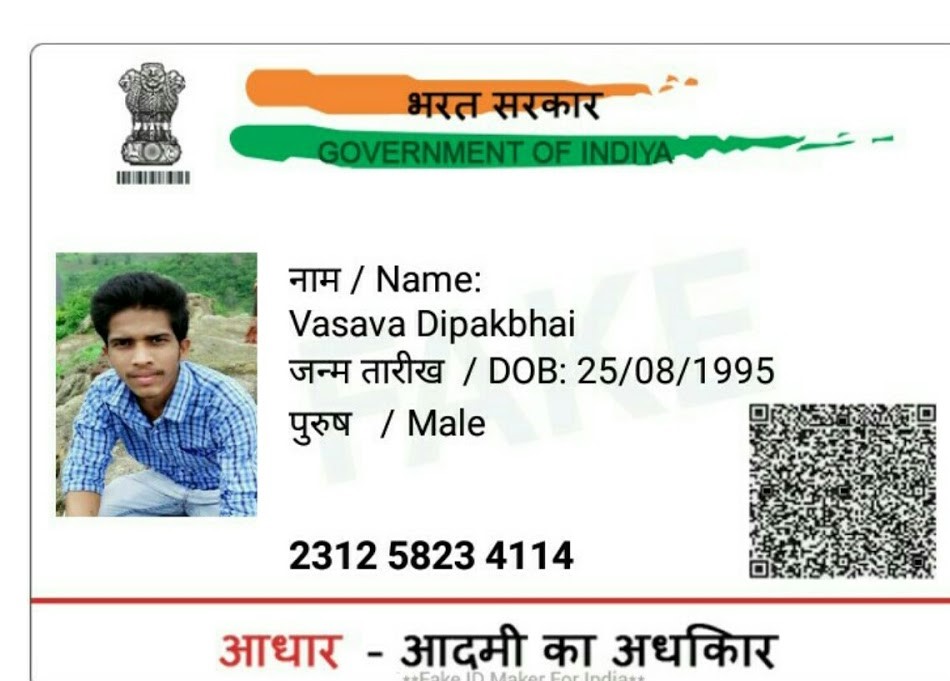 भरत सरकार
GOVERNMENT OF INDIYA
FAKE
नाम / Name:
Vasava Dipakbhai
जन्म तारीख / DOB: 25/08/1995
पुरुष / Male
2312 5823 4114
आधार - आदमी का अधकिार
**Fake ID Maker For India**